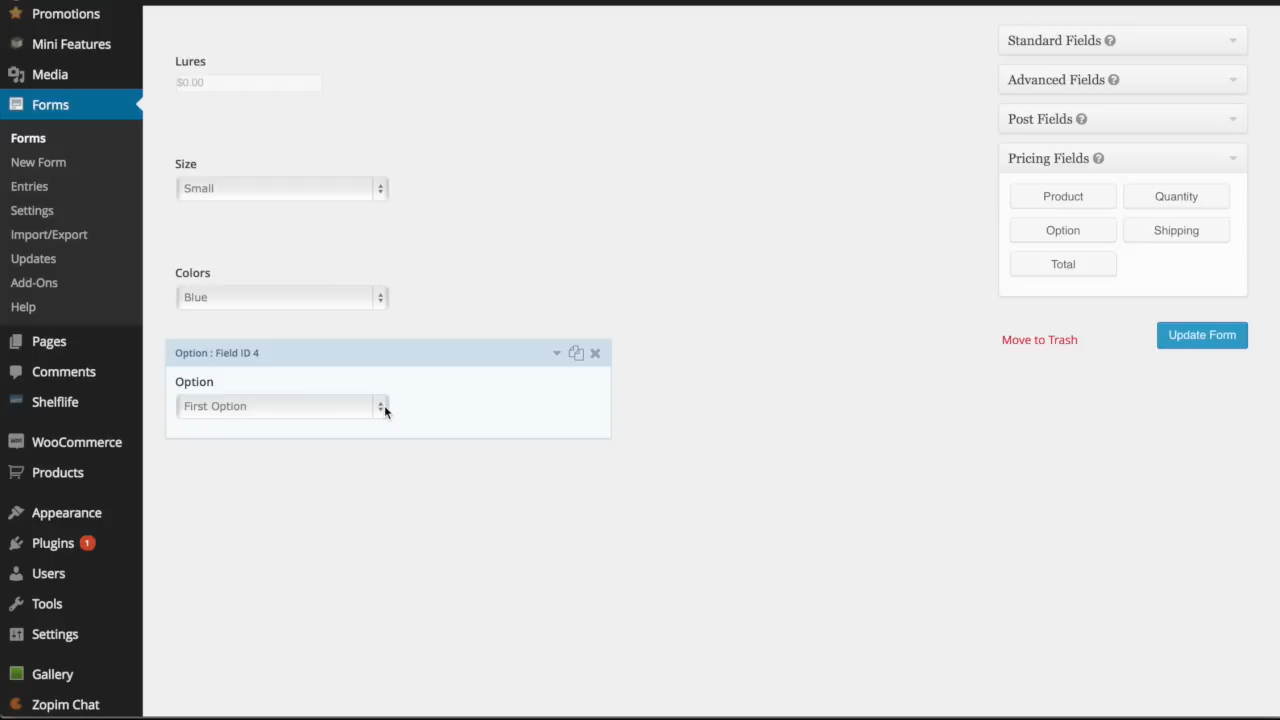 Promotions
Mini Features
Media
Forms
Forms
New Form
Entries
Settings
Import/Export
Updates
Add-Ons
Help
Pages
Comments
Shelflife
WooCommerce
Products
Appearance
Plugins 1
Users
Tools
Settings
Gallery
Zopim Chat
Lures
$0.00
Size
Small
Colors
Blue
Option : Field ID 4
Option
First Option
Standard Fields ?
Advanced Fields ?
Post Fields ?
Pricing Fields ?
Product Quantity
Option Shipping
Total
Move to Trash Update Form